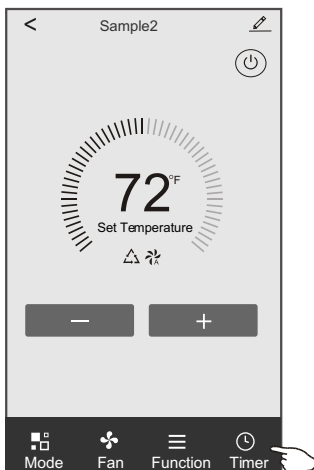 Sample2
72°F
Set Temperature
A
Mode Fan Function Timer